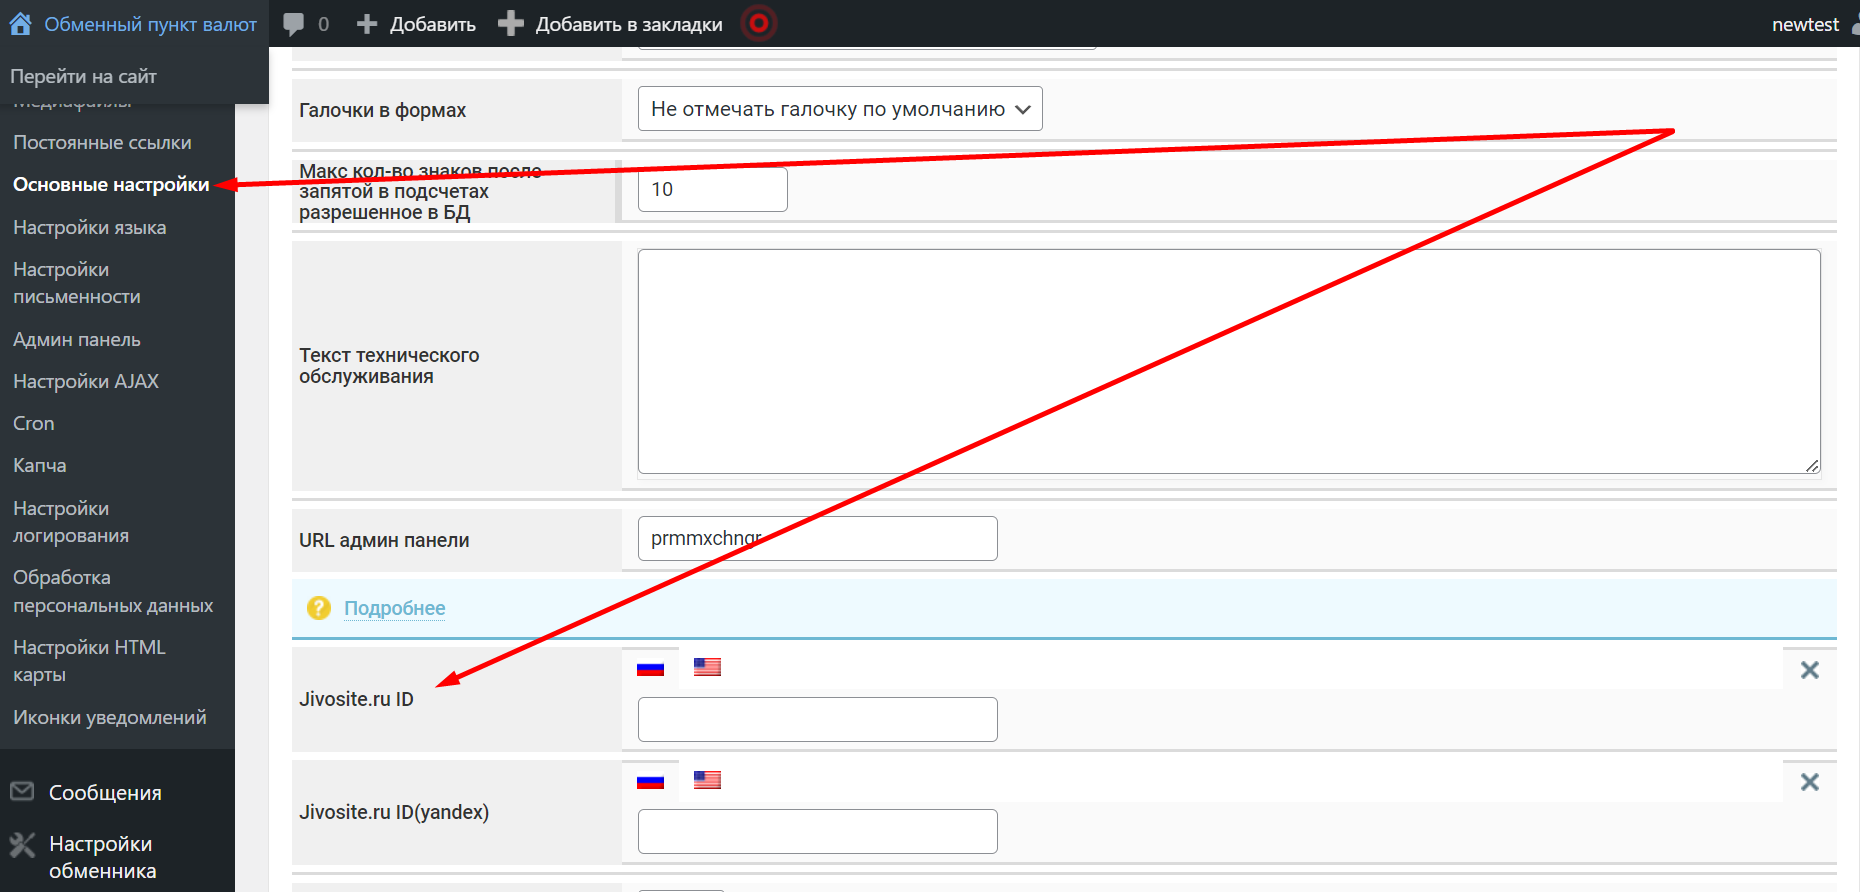 Обменный пункт валют
0
Добавить
Добавить в закладки
newtest
Перейти на сайт
Медиафайлы
Постоянные ссылки
Основные настройки
Настройки языка
Настройки
письменности
Админ панель
Настройки AJAX
Cron
Капча
Настройки
логирования
Обработка
персональных данных
Настройки HTML
карты
Иконки уведомлений
Сообщения
Настройки
обменника
Галочки в формах
Не отмечать галочку по умолчанию
Макс кол-во знаков после
запятой в подсчетах
разрешенное в БД
10
Текст технического
обслуживания
URL админ панели
prmmxchngr
? Подробнее
Jivosite.ru ID
Jivosite.ru ID(yandex)